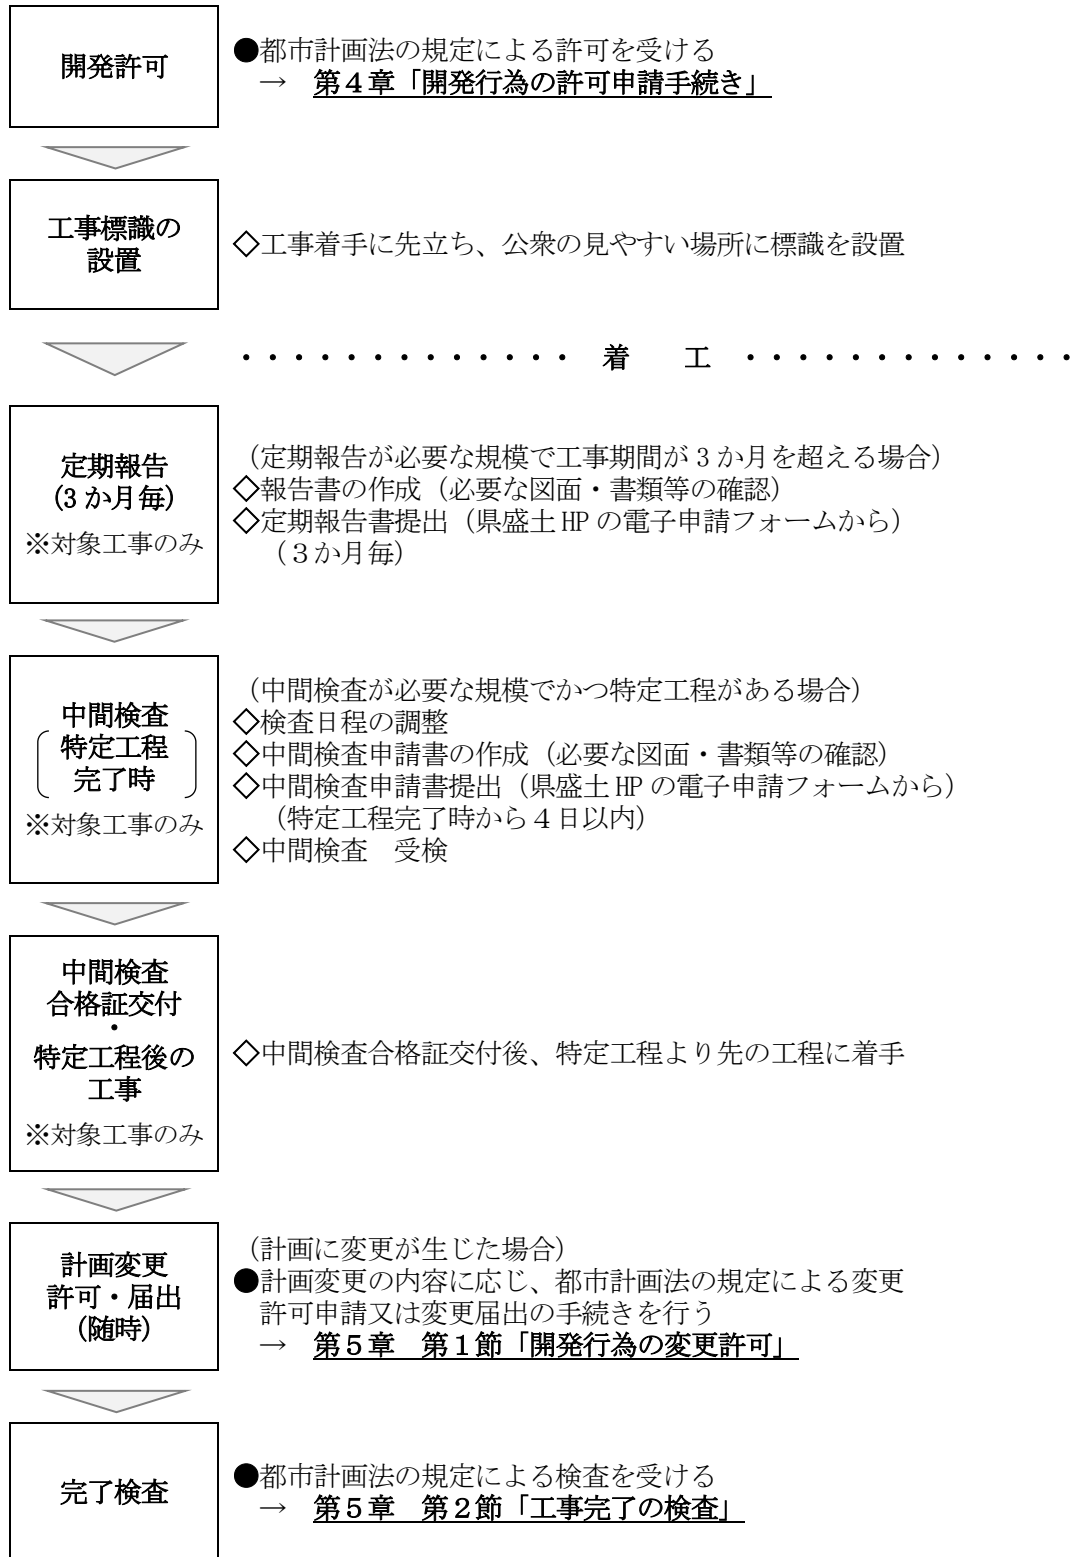 開発許可
●都市計画法の規定による許可を受ける
→　第４章「開発行為の許可申請手続き」
工事標識の
設置
◇工事着手に先立ち、公衆の見やすい場所に標識を設置
・・・・・・・・・・・・・　着　　工　・・・・・・・・・・・・・
定期報告
(3 か月毎)
※対象工事のみ
（定期報告が必要な規模で工事期間が 3 か月を超える場合）
◇報告書の作成（必要な図面・書類等の確認）
◇定期報告書提出（県盛土 HP の電子申請フォームから）
（３か月毎）
中間検査
特定工程
完了時
※対象工事のみ
（中間検査が必要な規模でかつ特定工程がある場合）
◇検査日程の調整
◇中間検査申請書の作成（必要な図面・書類等の確認）
◇中間検査申請書提出（県盛土 HP の電子申請フォームから）
（特定工程完了時から４日以内）
◇中間検査　受検
中間検査
合格証交付
・
特定工程後の
工事
※対象工事のみ
◇中間検査合格証交付後、特定工程より先の工程に着手
計画変更
許可・届出
(随時)
（計画に変更が生じた場合）
●計画変更の内容に応じ、都市計画法の規定による変更
許可申請又は変更届出の手続きを行う
→　第５章　第１節「開発行為の変更許可」
完了検査
●都市計画法の規定による検査を受ける
→　第５章　第２節「工事完了の検査」